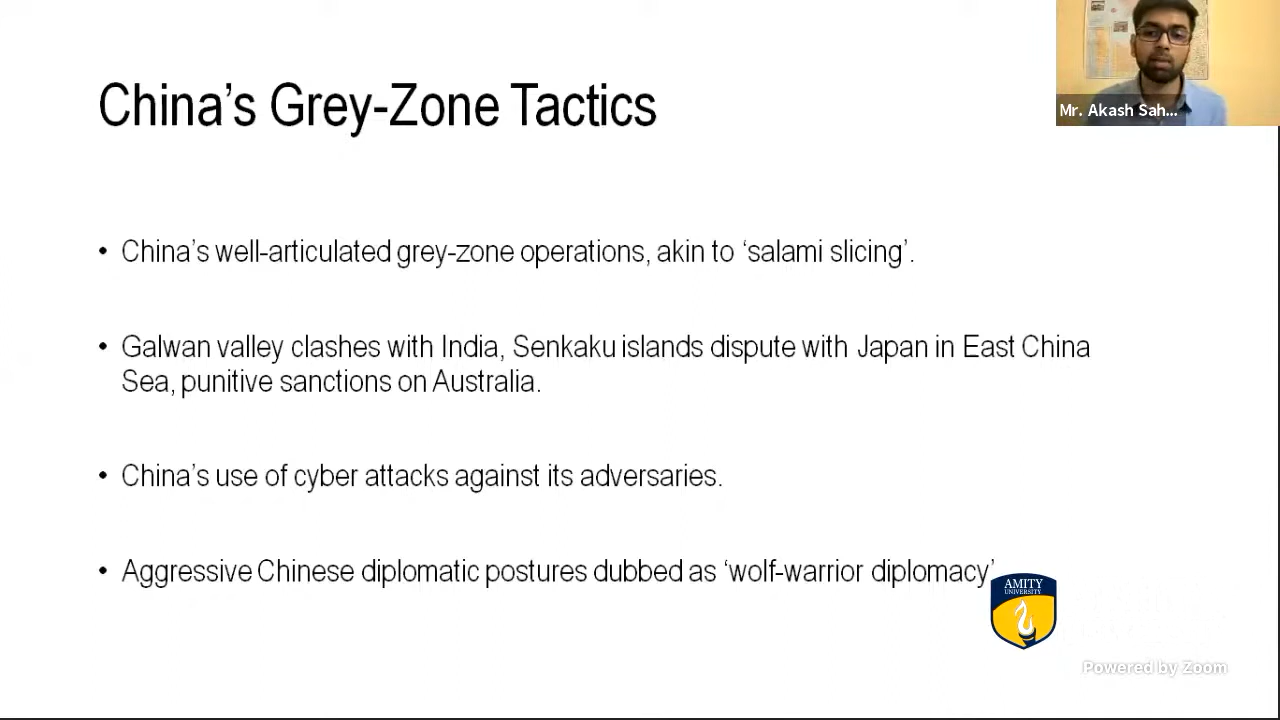 China's Grey-Zone Tactics
Mr. Akash Sah...
• China's well-articulated grey-zone operations, akin to ‘salami slicing’.
• Galwan valley clashes with India, Senkaku islands dispute with Japan in East China
Sea, punitive sanctions on Australia.
• China's use of cyber attacks against its adversaries.
• Aggressive Chinese diplomatic postures dubbed as ‘wolf-warrior diplomacy’
AMITY
UNIVERSITY
Powered by Zoom